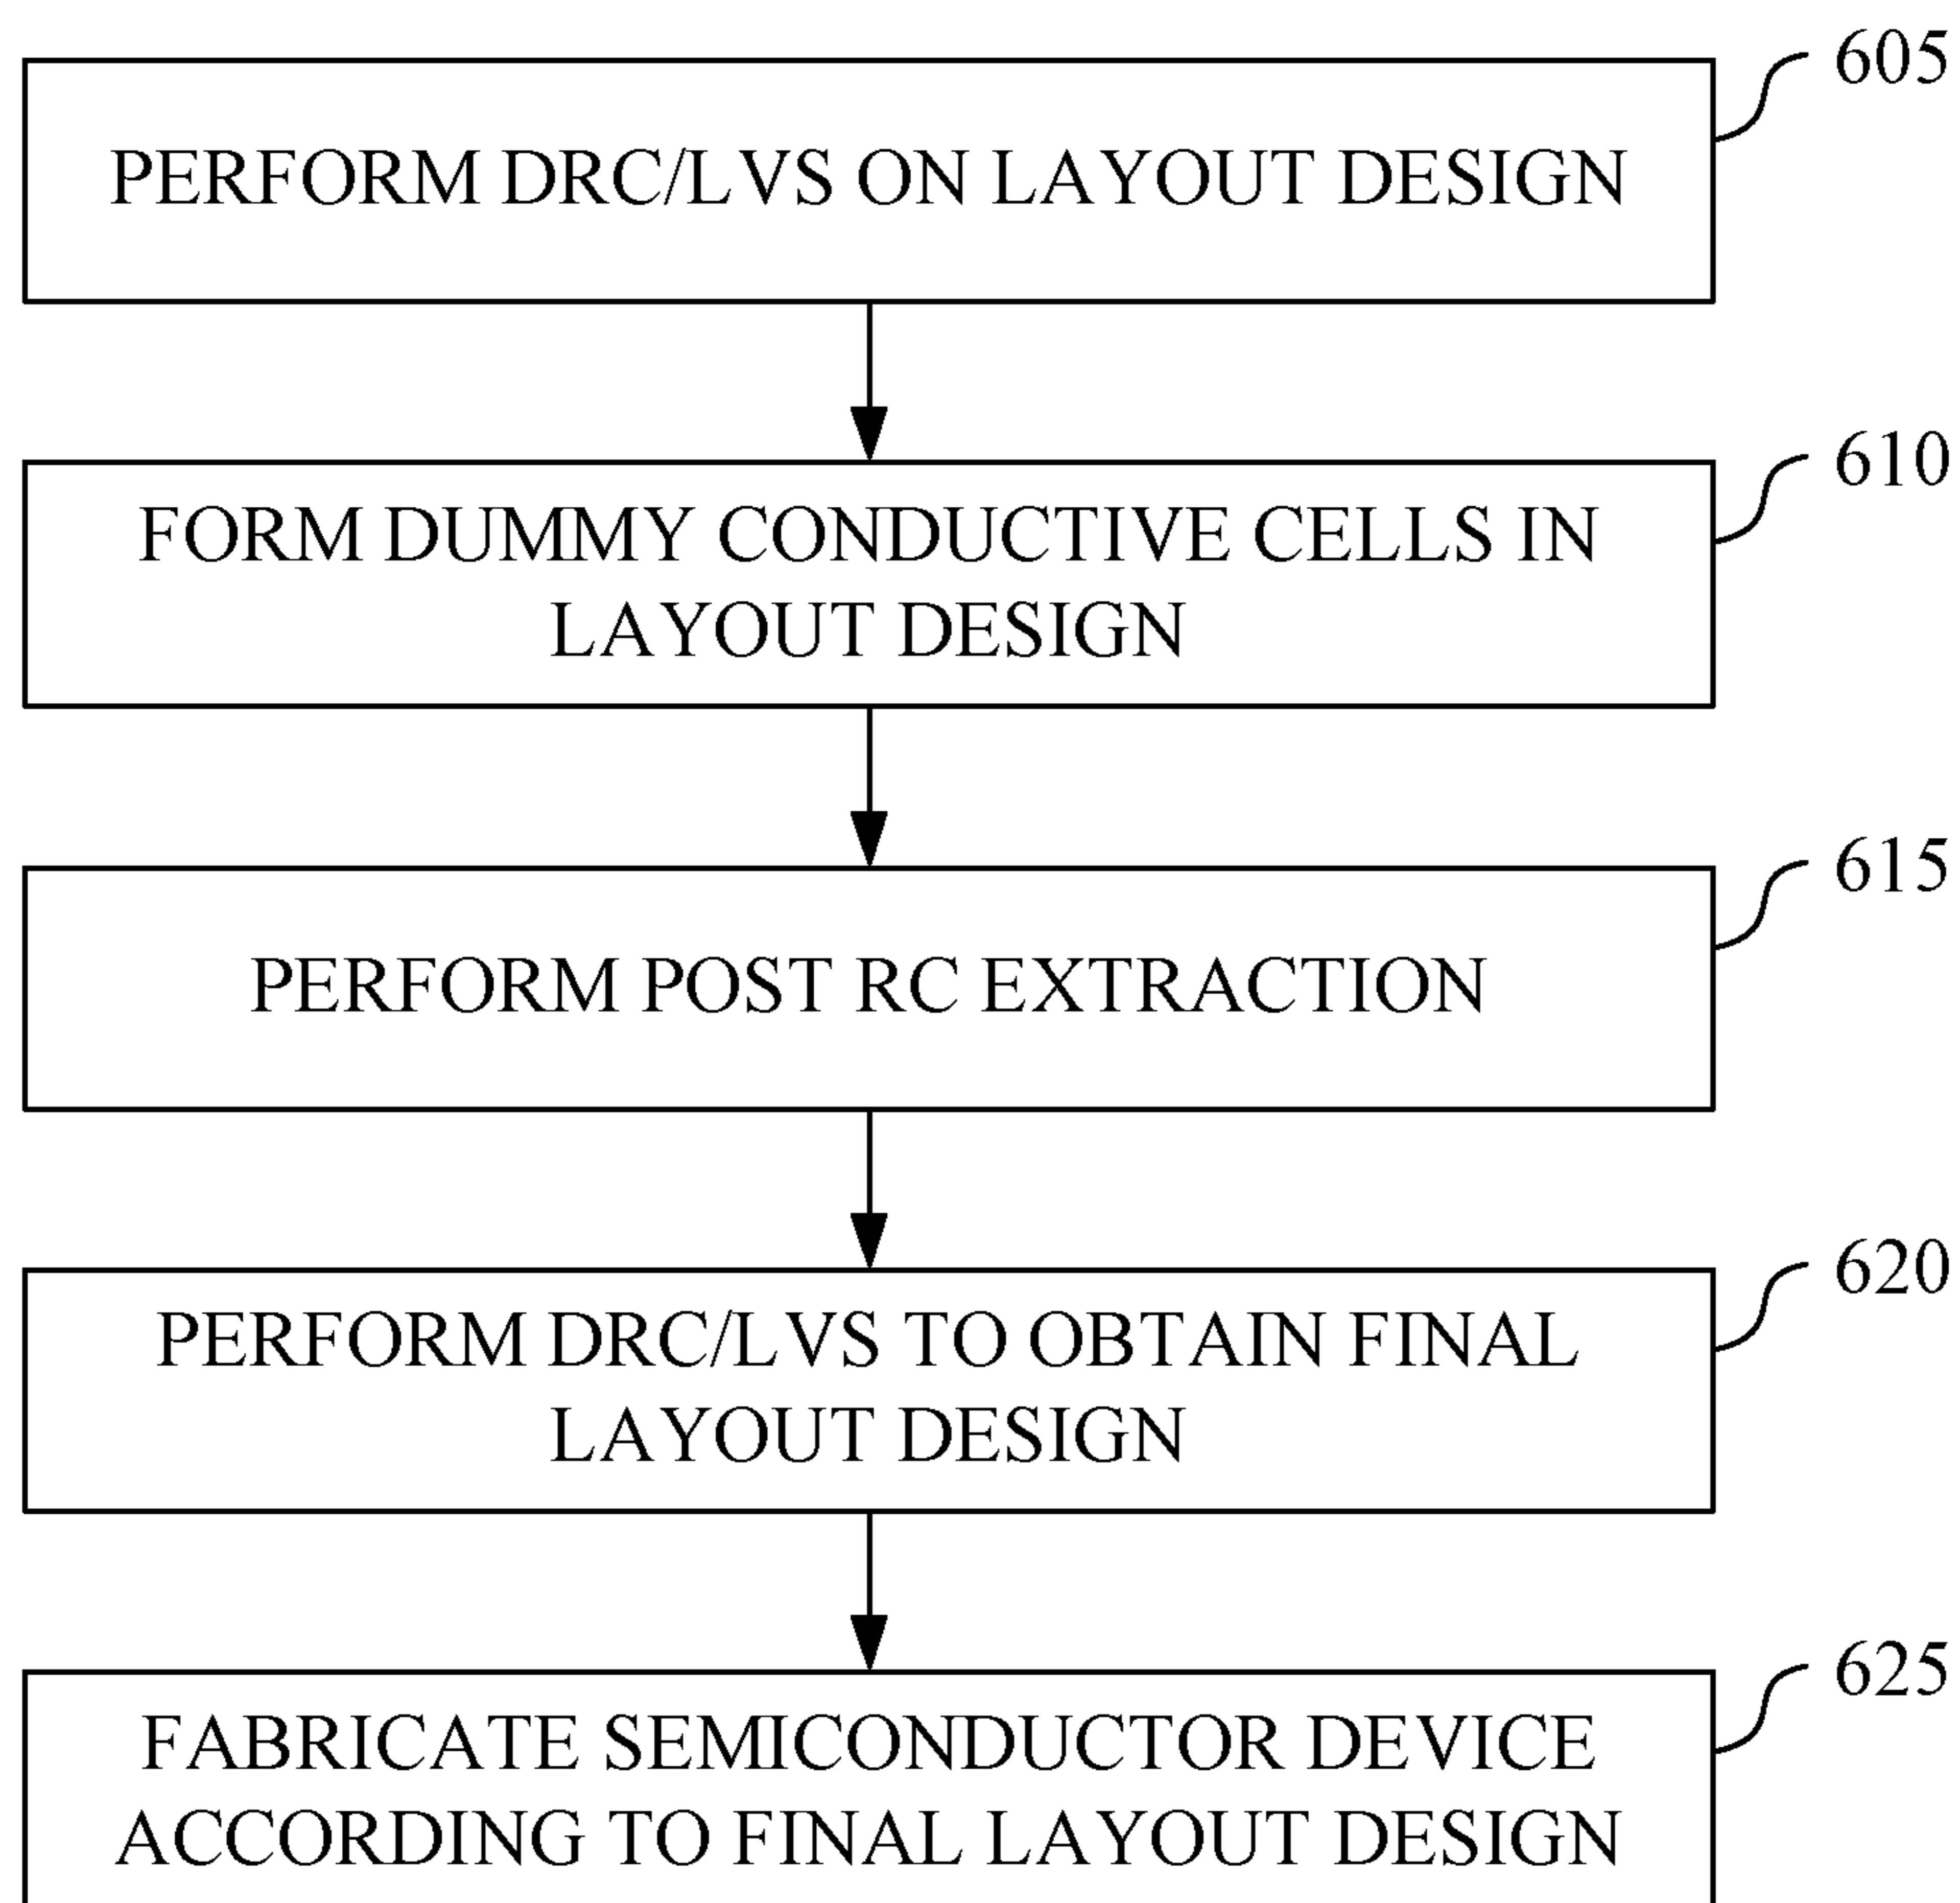 605
PERFORM DRC/LVS ON LAYOUT DESIGN
610
FORM DUMMY CONDUCTIVE CELLS IN
LAYOUT DESIGN
615
PERFORM POST RC EXTRACTION
620
PERFORM DRC/LVS TO OBTAIN FINAL
LAYOUT DESIGN
625
FABRICATE SEMICONDUCTOR DEVICE
ACCORDING TO FINAL LAYOUT DESIGN